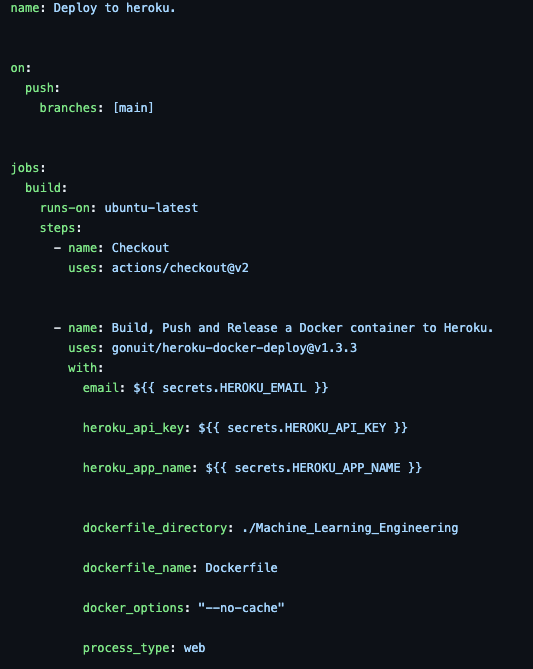 name: Deploy to heroku.
on:
  push:
    branches: [main]
jobs:
  build:
    runs-on: ubuntu-latest
    steps:
      - name: Checkout
        uses: actions/checkout@v2
      - name: Build, Push and Release a Docker container to Heroku.
        uses: gonuit/heroku-docker-deploy@v1.3.3
        with:
          email: ${{ secrets.HEROKU_EMAIL }}
          heroku_api_key: ${{ secrets.HEROKU_API_KEY }}
          heroku_app_name: ${{ secrets.HEROKU_APP_NAME }}
          dockerfile_directory: ./Machine_Learning_Engineering
          dockerfile_name: Dockerfile
          docker_options: "--no-cache"
          process_type: web